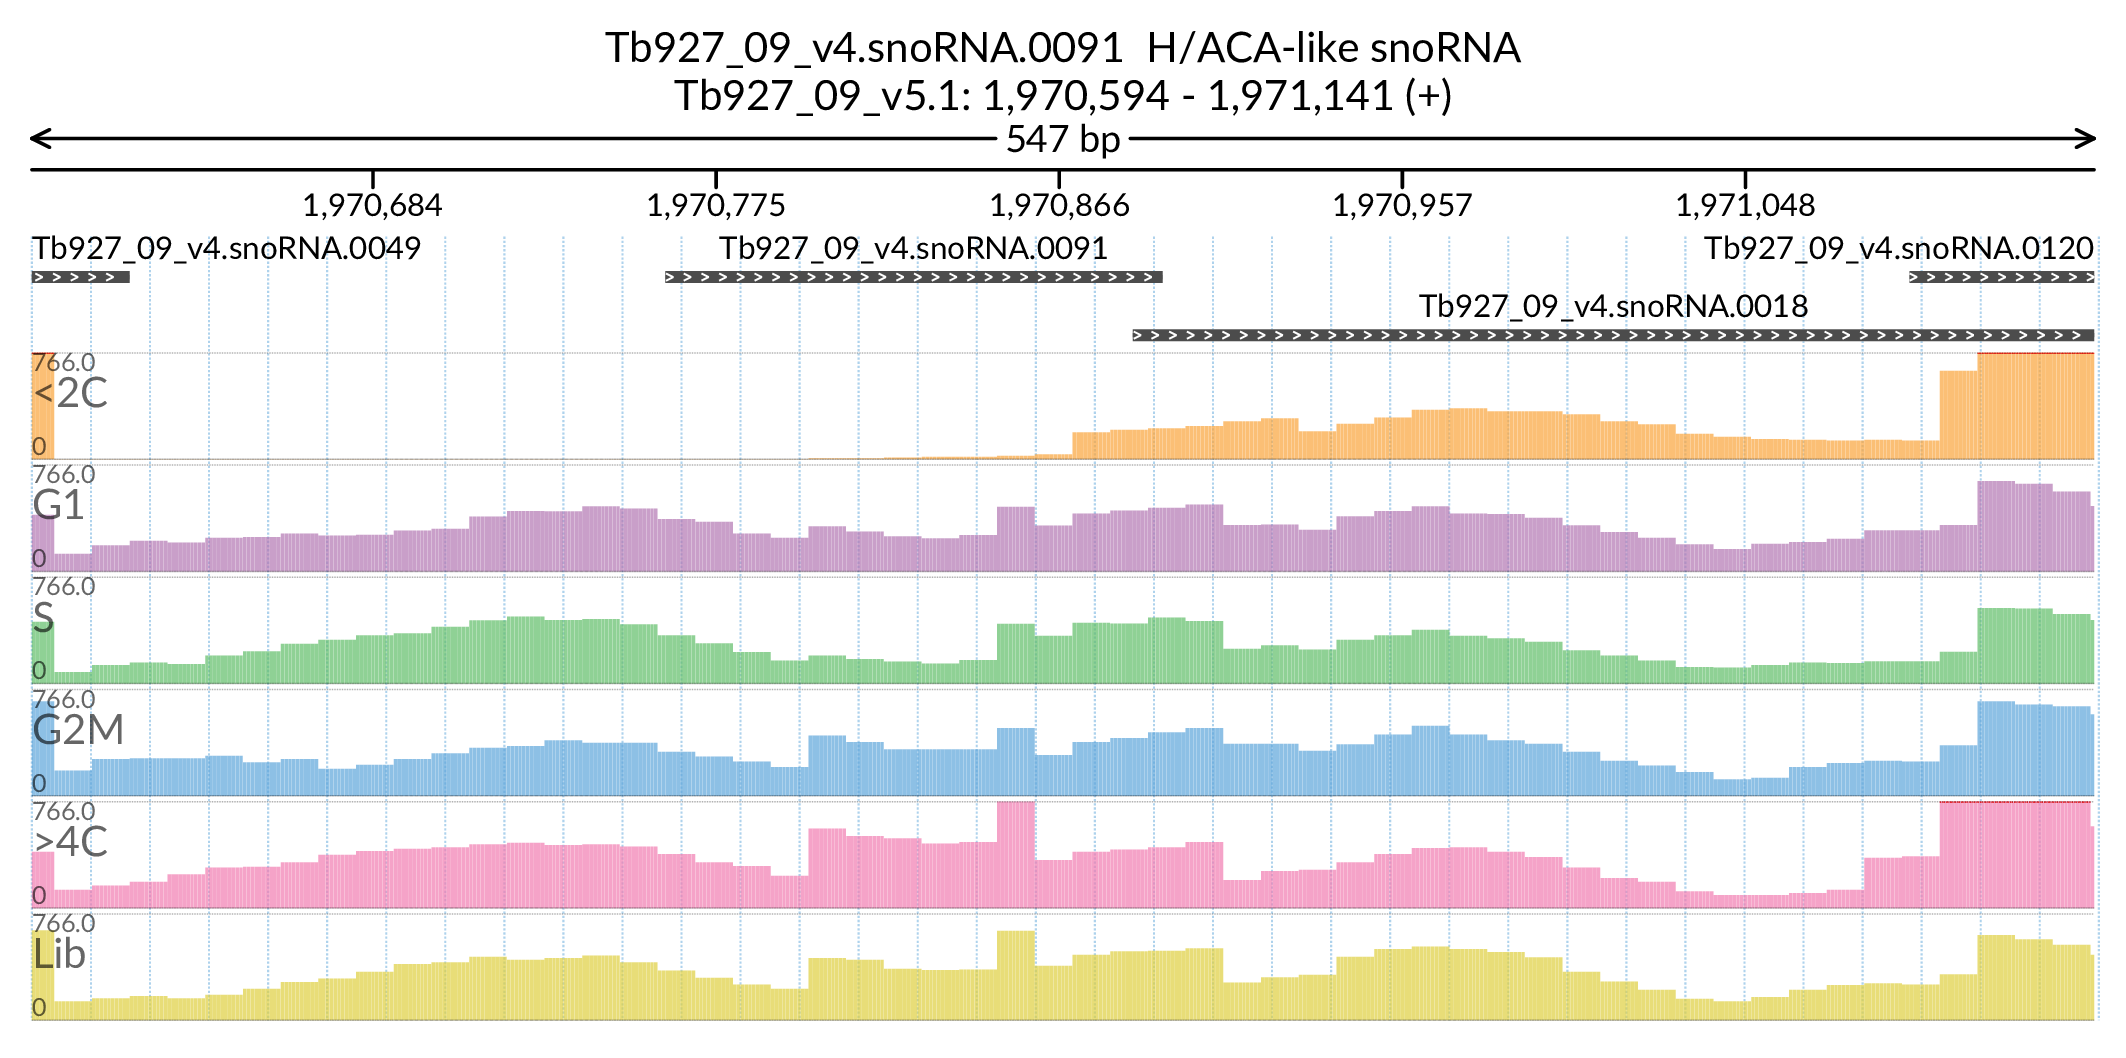 Tb927_09_v4.snoRNA.0091  H/ACA-like snoRNA
Tb927_09_v5.1: 1,970,594 - 1,971,141 (+)
547 bp
1,970,684 1,970,775 1,970,866 1,970,957 1,971,048
Tb927_09_v4.snoRNA.0049 Tb927_09_v4.snoRNA.0091 Tb927_09_v4.snoRNA.0120
Tb927_09_v4.snoRNA.0018
766.0
<2C
0
766.0
G1
0
766.0
S
0
766.0
G2M
0
766.0
>4C
0
766.0
Lib
0